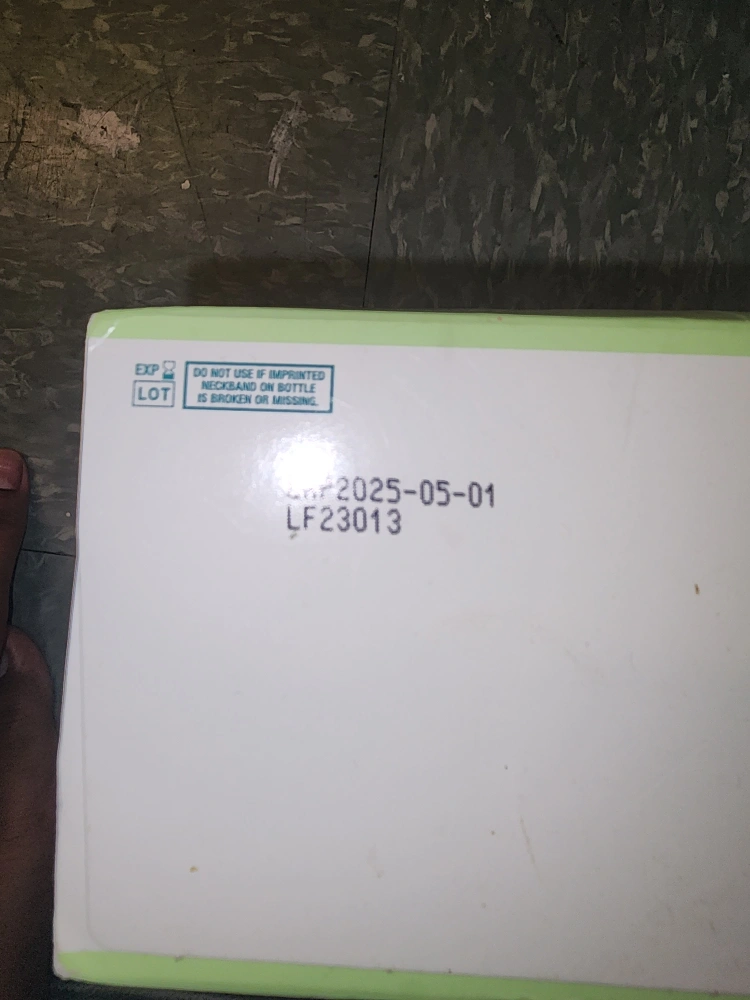 EXP
LOT
DO NOT USE IF IMPRINTED
NECKBAND ON BOTTLE
IS BROKEN OR MISSING.
2025-05-01
LF23013